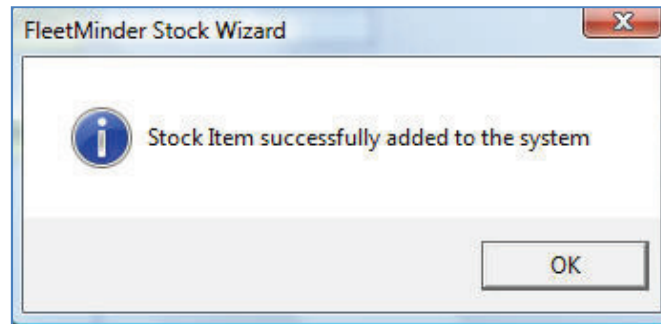 FleetMinder Stock Wizard
Stock Item successfully added to the system
OK